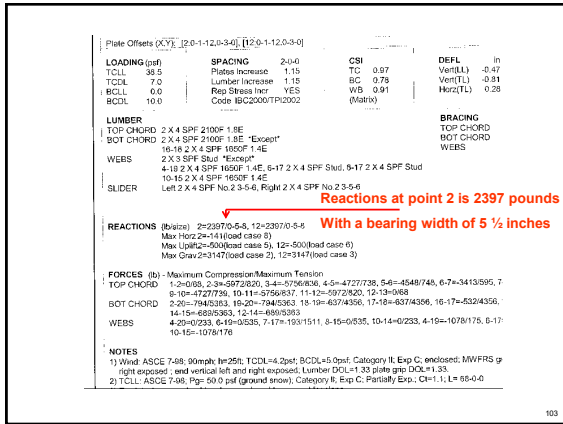 Plate Offsets (X,Y): [2:0-1-12,0-3-0], [12:0-1-12,0-3-0]
LOADING (psf) SPACING 2-0-0 CSI DEFL in
TCLL 38.5 Plates Increase 1.15 TC 0.97 Vert(LL) -0.47
TCDL 7.0 Lumber Increase 1.15 BC 0.78 Vert(TL) -0.81
BCLL 0.0 Rep Stress Incr YES WB 0.91 Horz(TL) 0.28
BCDL 10.0 Code IBC2000/TPI2002 (Matrix)
LUMBER BRACING
TOP CHORD 2 X 4 SPF 2100F 1.8E TOP CHORD
BOT CHORD 2 X 4 SPF 2100F 1.8E *Except* BOT CHORD
16-18 2 X 4 SPF 1650F 1.4E WEBS
WEBS 2 X 3 SPF Stud *Except*
4-19 2 X 4 SPF 1650F 1.4E, 6-17 2 X 4 SPF Stud, 8-17 2 X 4 SPF Stud
10-15 2 X 4 SPF 1650F 1.4E
SLIDER Left 2 X 4 SPF No.2 3-5-6, Right 2 X 4 SPF No.2 3-5-6
Reactions at point 2 is 2397 pounds
With a bearing width of 5 ½ inches
REACTIONS (lb/size) 2=2397/0-5-8, 12=2397/0-5-8
Max Horz 2=-141(load case 8)
Max Uplift2=-500(load case 5), 12=-500(load case 6)
Max Grav2=3147(load case 2), 12=3147(load case 3)
FORCES (lb) - Maximum Compression/Maximum Tension
TOP CHORD 1-2=0/68, 2-3=-5972/820, 3-4=-5756/836, 4-5=-4727/738, 5-6=-4548/748, 6-7=-3413/595, 7-
9-10=-4727/739, 10-11=-5756/837, 11-12=-5972/820, 12-13=0/68
BOT CHORD 2-20=-794/5363, 19-20=-794/5363, 18-19=-637/4356, 17-18=-637/4356, 16-17=-532/4356,
14-15=-689/5363, 12-14=-689/5363
WEBS 4-20=0/233, 6-19=0/535, 7-17=-193/1511, 8-15=0/535, 10-14=0/233, 4-19=-1078/175, 6-17
10-15=-1078/176
NOTES
1) Wind: ASCE 7-98; 90mph; h=25ft; TCDL=4.2psf; BCDL=5.0psf; Category II; Exp C; enclosed; MWFRS
right exposed ; end vertical left and right exposed; Lumber DOL=1.33 plate grip DOL=1.33.
2) TCLL: ASCE 7-98; Pg= 50.0 psf (ground snow); Category II; Exp C; Partially Exp.; Ct=1.1; L= 68-0-0
103